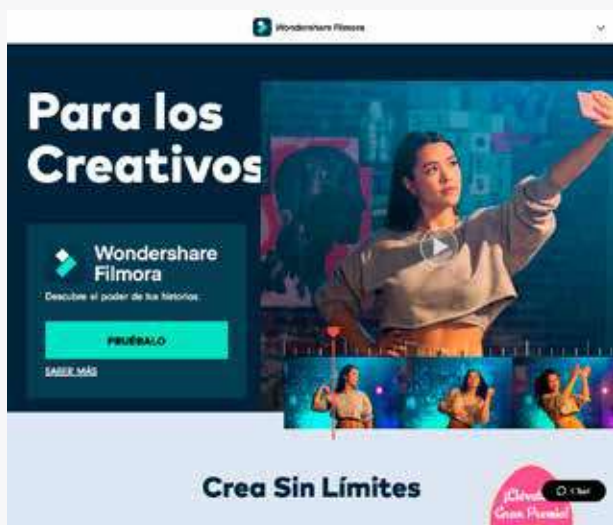 Wondershare Filmora
Para los
Creativos
Wondershare
Filmora
Descubre el poder de tus historias.
PRUÉBALO
SABER MÁS
Crea Sin Límites
Chat
Gran Premio!